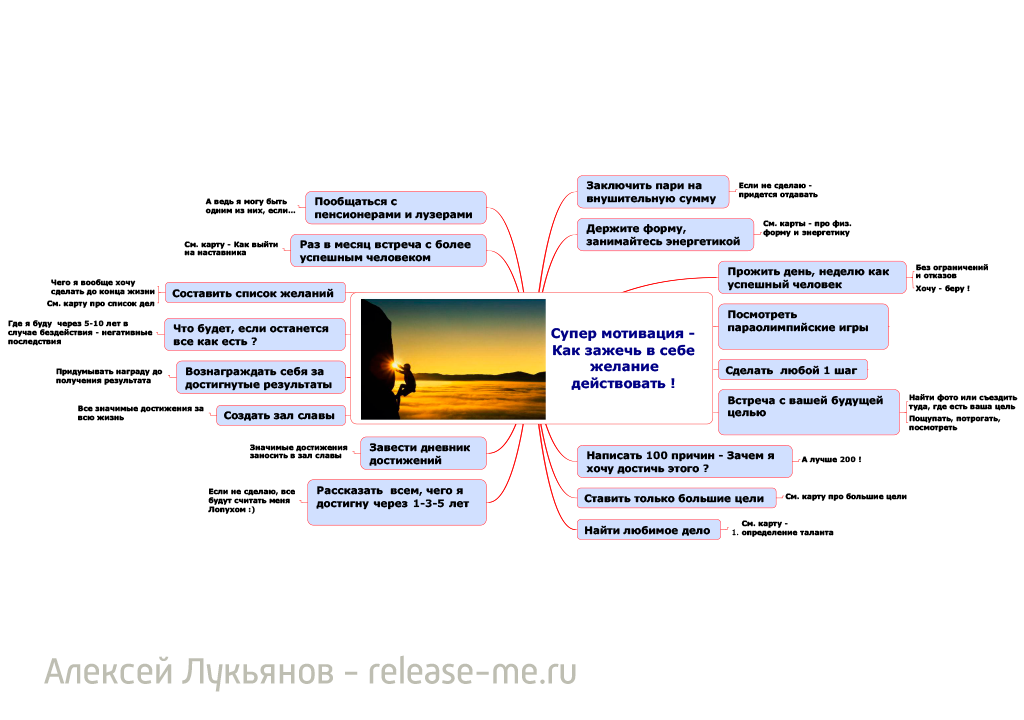 Супер мотивация -
Как зажечь в себе
желание
действовать !
Заключить пари на
внушительную сумму
Если не сделаю -
придется отдавать
Держите форму,
занимайтесь энергетикой
См. карты - про физ.
форму и энергетику
Прожить день, неделю как
успешный человек
Без ограничений
и отказов
Хочу - беру !
Посмотреть
параолимпийские игры
Сделать  любой 1 шаг
Встреча с вашей будущей
целью
Найти фото или съездить
туда, где есть ваша цель
Пощупать, потрогать,
посмотреть
Написать 100 причин - Зачем я
хочу достичь этого ?
А лучше 200 !
Ставить только большие цели
См. карту про большие цели
Найти любимое дело
См. карту -
1. определение таланта
Пообщаться с
пенсионерами и лузерами
А ведь я могу быть
одним из них, если...
Раз в месяц встреча с более
успешным человеком
См. карту - Как выйти
на наставника
Составить список желаний
Чего я вообще хочу
сделать до конца жизни
См. карту про список дел
Что будет, если останется
все как есть ?
Где я буду  через 5-10 лет в
случае бездействия - негативные
последствия
Вознаграждать себя за
достигнутые результаты
Придумывать награду до
получения результата
Создать зал славы
Все значимые достижения за
всю жизнь
Завести дневник
достижений
Значимые достижения
заносить в зал славы
Рассказать  всем, чего я
достигну через 1-3-5 лет
Если не сделаю, все
будут считать меня
Лопухом :)
Алексей Лукьянов - release-me.ru